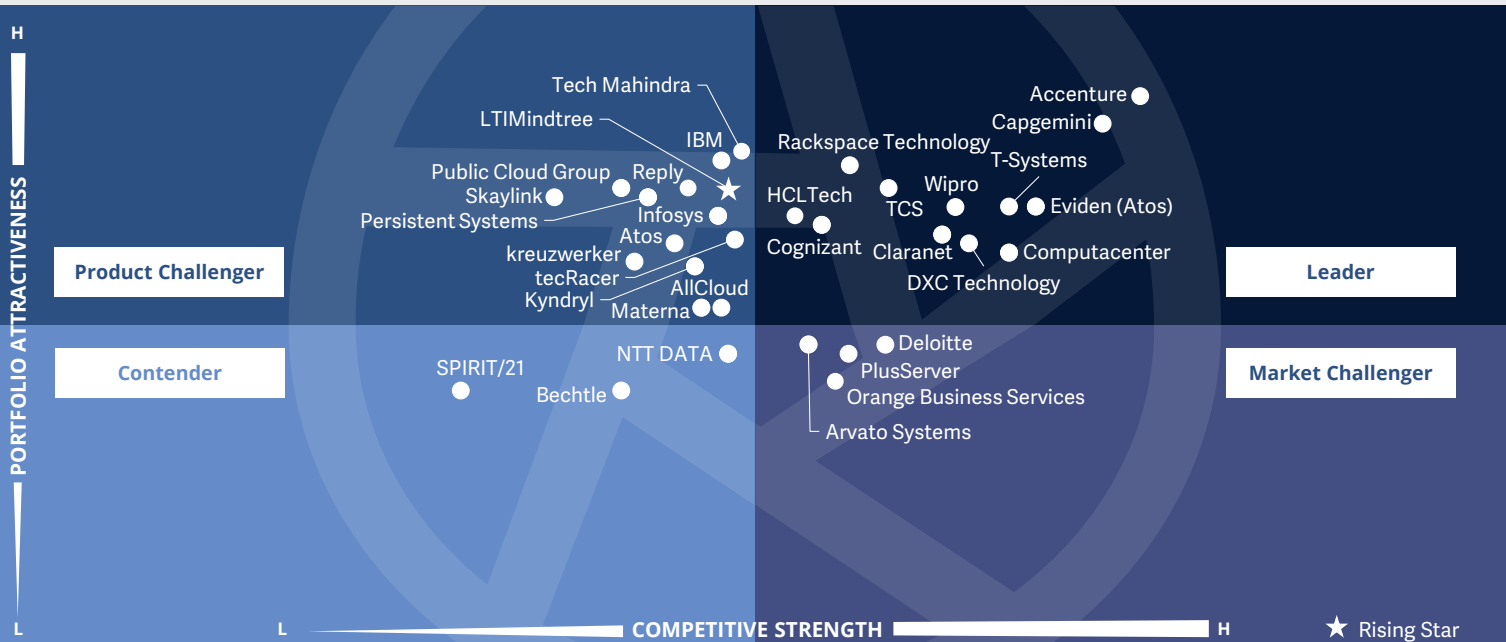 H
PORTFOLIO ATTRACTIVENESS
L
Product Challenger
Tech Mahindra
LTIMindtree
IBM
Public Cloud Group
Reply
Skaylink
Persistent Systems
Infosys
Atos
kreuzwerker
tecRacer
Kyndryl
AllCloud
Materna
Leader
Accenture
Capgemini
Rackspace Technology
T-Systems
HCLTech
Wipro
TCS
Eviden (Atos)
Cognizant
Claranet
Computacenter
DXC Technology
Contender
NTT DATA
SPIRIT/21
Bechtle
Market Challenger
Deloitte
PlusServer
Orange Business Services
Arvato Systems
L
COMPETITIVE STRENGTH
H
Rising Star